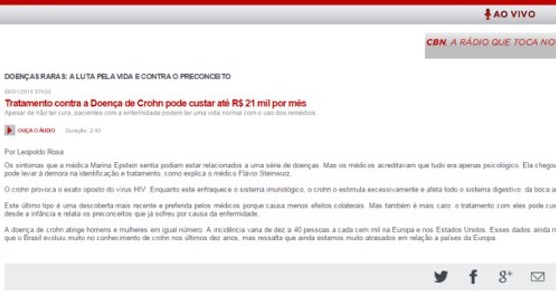 AO VIVO
CBN, A RÁDIO QUE TOCA NO
DOENÇAS RARAS: A LUTA PELA VIDA E CONTRA O PRECONCEITO
Tratamento contra a Doença de Crohn pode custar até R$ 21 mil por mês
Apesar de não ter cura, pacientes com a enfermidade podem ter uma vida normal com o uso dos remédios.
OUÇA O ÁUDIO Duração: 2:43
Por Leopoldo Rosa
Os sintomas que a médica Marina Epstein sentia podiam estar relacionados a uma série de doenças. Mas os médicos acreditavam que tudo era apenas psicológico. Ela chegou
pode levar à demora na identificação e tratamento, como explica o médico Flávio Steinwurz.
O crohn provoca o exato oposto do vírus HIV. Enquanto este enfraquece o sistema imunológico, o crohn o estimula excessivamente e afeta todo o sistema digestivo da boca a
Este último tipo é uma descoberta mais recente e preferida pelos médicos porque causa menos efeitos colaterais. Mas também é mais caro: o tratamento com eles pode cus
desde a infância e relata os preconceitos que já sofreu por causa da enfermidade.
A doença de crohn atinge homens e mulheres em igual número. A incidência varia de dez a 40 pessoas a cada cem mil na Europa e nos Estados Unidos. Esses dados ainda n
que o Brasil evoluiu muito no conhecimento de crohn nos últimos dez anos, mas ressalta que ainda estamos muito atrasados em relação a países da Europa.